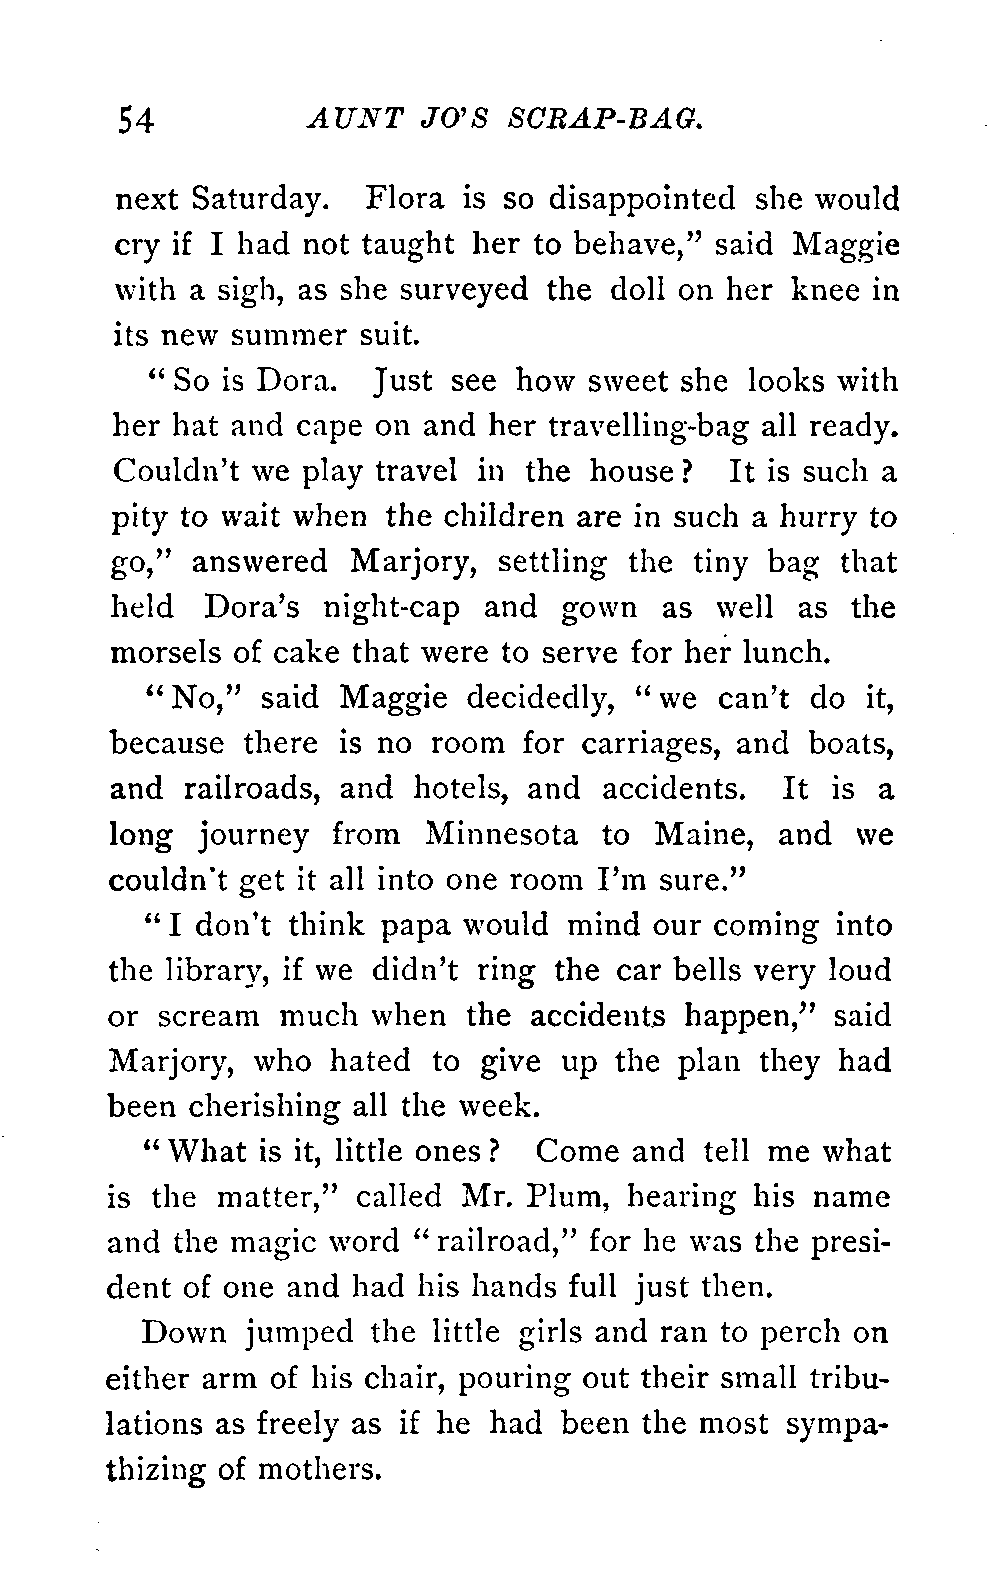 54 AUNT JO'S SCRAP-BAG.
next Saturday. Flora is so disappointed she would
cry if I had not taught her to behave,” said Maggie
with a sigh, as she surveyed the doll on her knee in
its new summer suit.
“So is Dora. Just see how sweet she looks with
her hat and cape on and her travelling-bag all ready.
Couldn't we play travel in the house? It is such a
pity to wait when the children are in such a hurry to
go,” answered Marjory, settling the tiny bag that
held Dora's night-cap and gown as well as the
morsels of cake that were to serve for her lunch.
“No,” said Maggie decidedly, “we can't do it,
because there is no room for carriages, and boats,
and railroads, and hotels, and accidents. It is a
long journey from Minnesota to Maine, and we
couldn't get it all into one room I'm sure.”
“I don't think papa would mind our coming into
the library, if we didn't ring the car bells very loud
or scream much when the accidents happen,” said
Marjory, who hated to give up the plan they had
been cherishing all the week.
“What is it, little ones? Come and tell me what
is the matter,” called Mr. Plum, hearing his name
and the magic word “railroad,” for he was the presi-
dent of one and had his hands full just then.
Down jumped the little girls and ran to perch on
either arm of his chair, pouring out their small tribu-
lations as freely as if he had been the most sympa-
thizing of mothers.